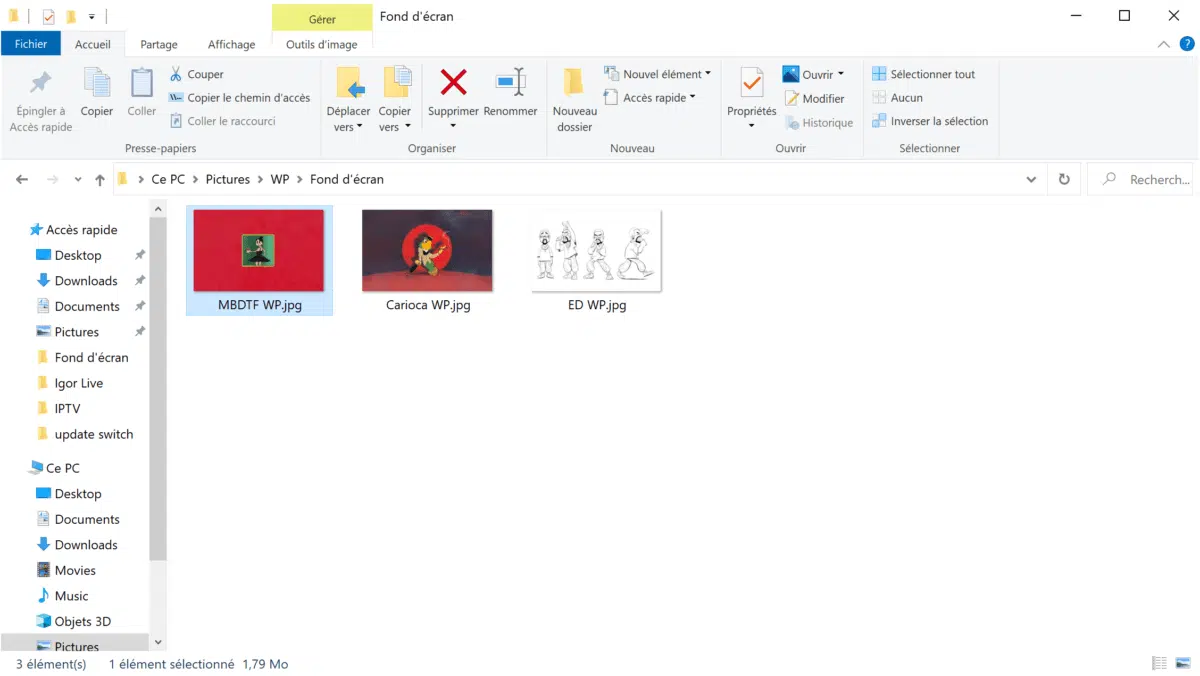 Gérer
Fond d'écran
Fichier
Accueil
Partage
Affichage
Outils d'image
?
Épingler à
Accès rapide
Copier
Coller
Couper
Copier le chemin d'accès
Coller le raccourci
Presse-papiers
Déplacer
vers
Copier
vers
Supprimer
Renommer
Organiser
Nouveau
dossier
Nouvel élément
Accès rapide
Nouveau
Propriétés
Ouvrir
Modifier
Historique
Ouvrir
Sélectionner tout
Aucun
Inverser la sélection
Sélectionner
Ce PC > Pictures > WP > Fond d'écran
Recherch...
Accès rapide
Desktop
Downloads
Documents
Pictures
Fond d'écran
Igor Live
IPTV
update switch
Ce PC
Desktop
Documents
Downloads
Movies
Music
Objets 3D
Pictures
MBDTF WP.jpg
Carioca WP.jpg
ED WP.jpg
3 élément(s)
1 élément sélectionné 1,79 Mo